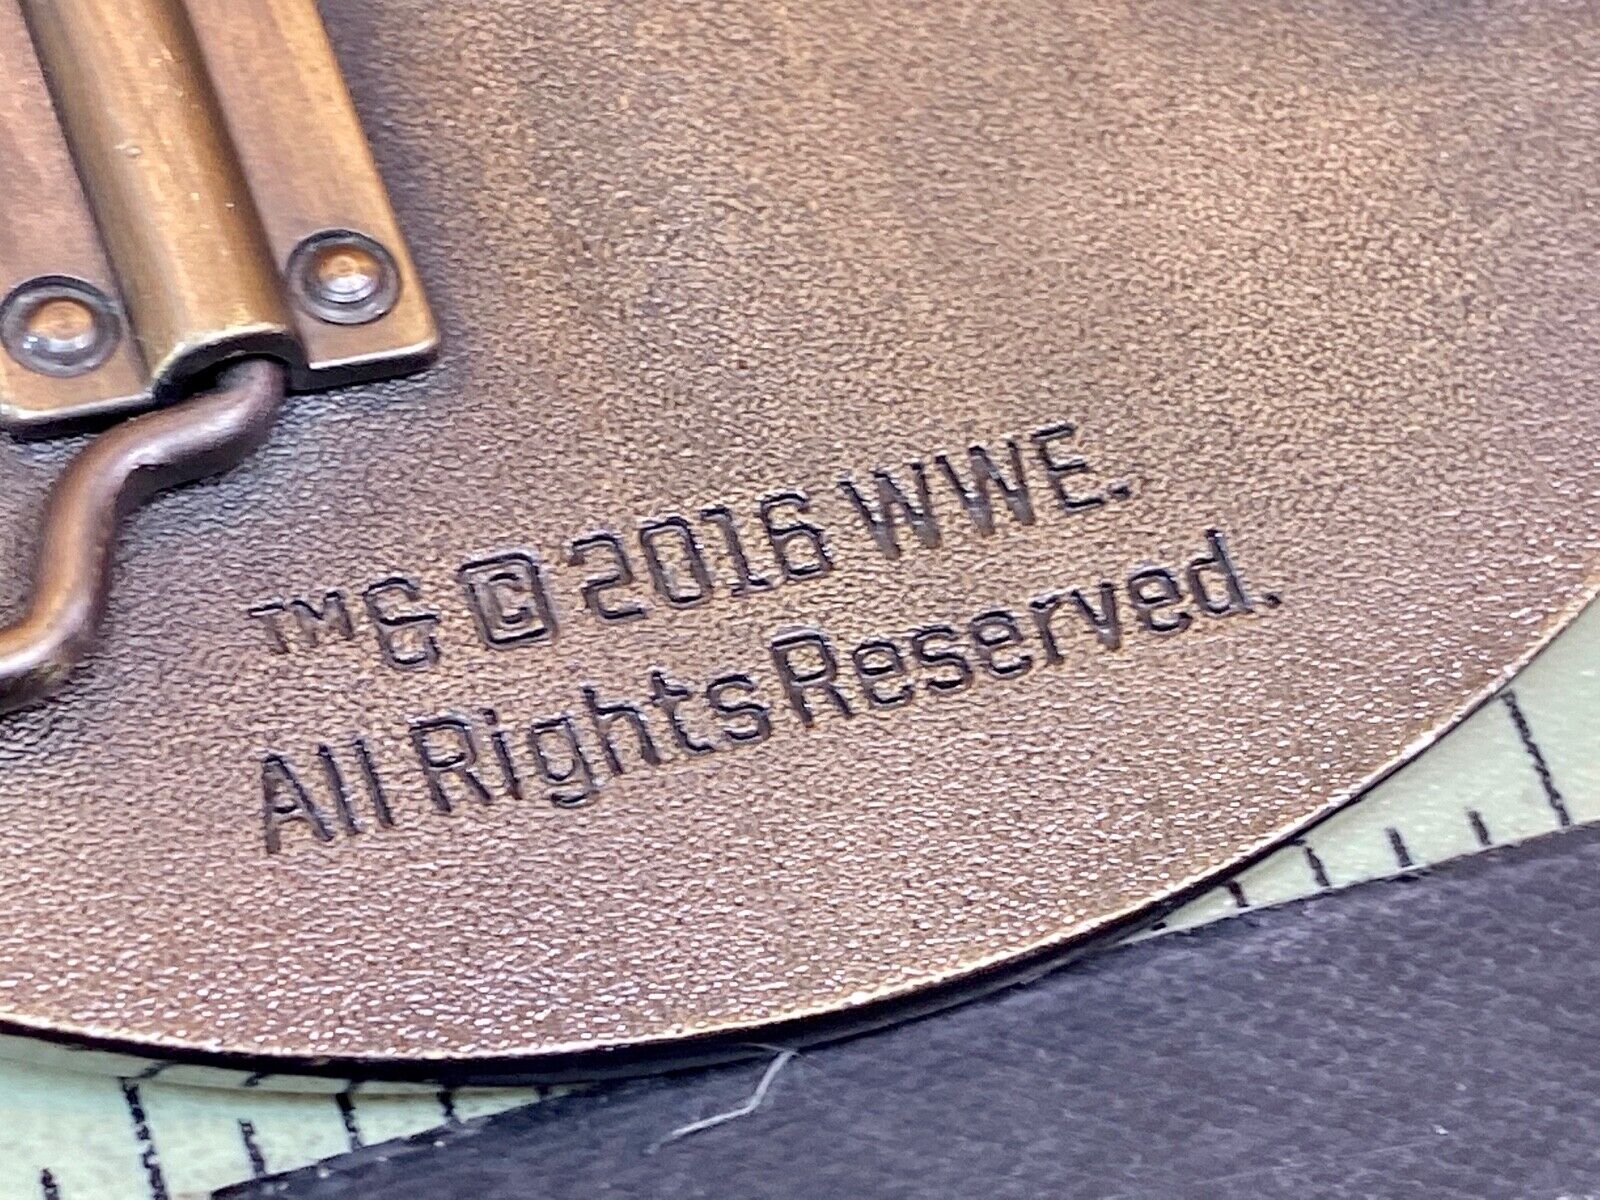 ™& © 2016 WWE.
All Rights Reserved.